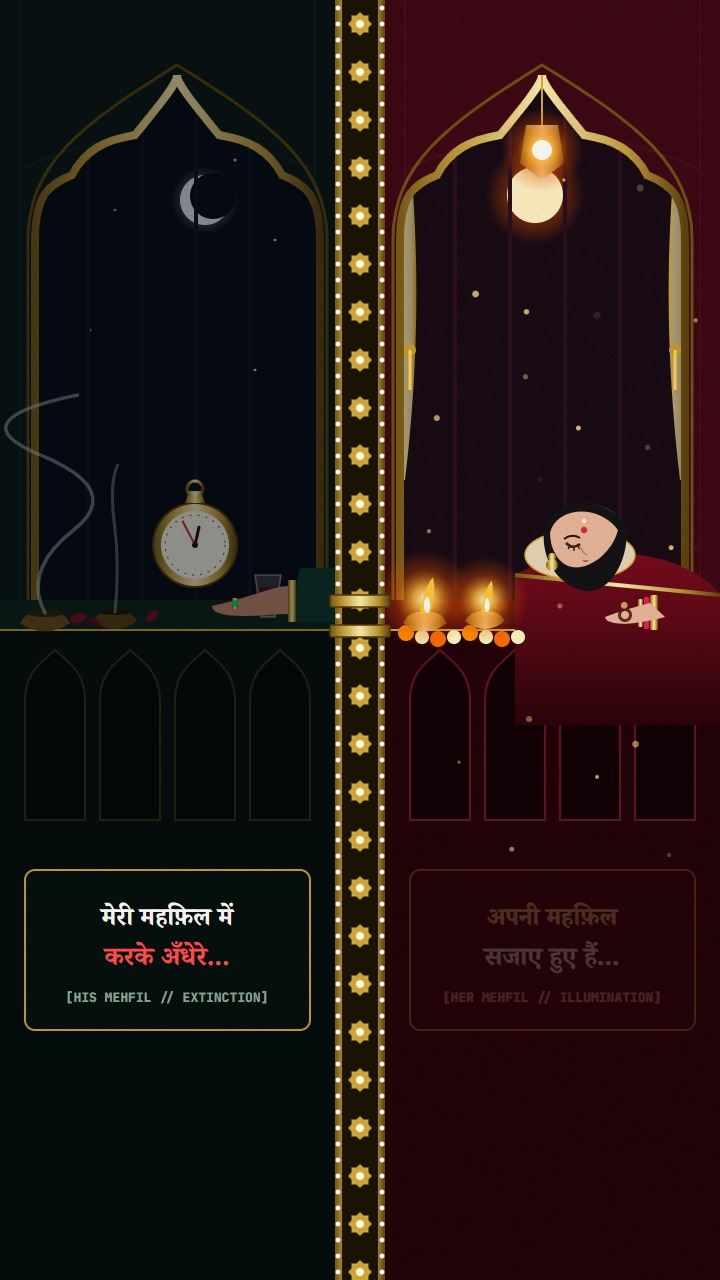 मेरी महफ़िल में
करके अँधेरे...
[HIS MEHFIL // EXTINCTION]
अपनी महफ़िल
सजाए हुए हैं...
[HER MEHFIL // ILLUMINATION]